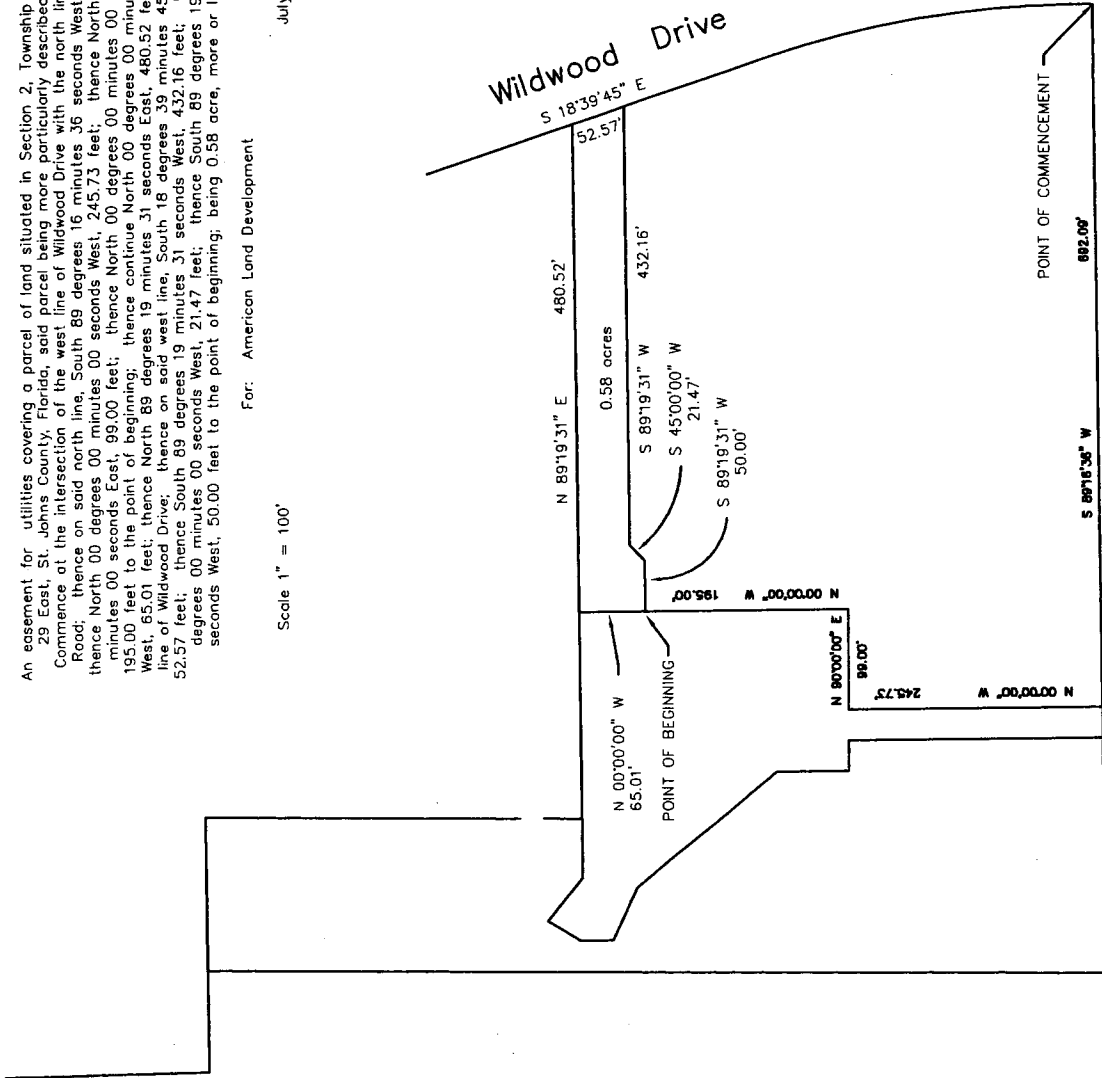 An easement for utilities covering a parcel of land situated in Section 2, Township
29 East, St. Johns County, Florida, said parcel being more particularly described
Commence at the intersection of the west line of Wildwood Drive with the north lin
Road; thence on said north line, South 89 degrees 16 minutes 36 seconds West
thence North 00 degrees 00 minutes 00 seconds West, 245.73 feet; thence North
minutes 00 seconds East, 99.00 feet; thence North 00 degrees 00 minutes 00
195.00 feet to the point of beginning; thence continue North 00 degrees 00 minu
West, 65.01 feet; thence North 89 degrees 19 minutes 31 seconds East, 480.52 fe
line of Wildwood Drive; thence on said west line, South 18 degrees 39 minutes 45
52.57 feet; thence South 89 degrees 19 minutes 31 seconds West, 432.16 feet;
degrees 00 minutes 00 seconds West, 21.47 feet; thence South 89 degrees 19
seconds West, 50.00 feet to the point of beginning; being 0.58 acre, more or l
For: American Land Development
Scale 1" = 100'
July
Wildwood Drive
S 18°39'45" E
52.57'
N 89°19'31" E
480.52'
0.58 acres
432.16'
S 89°19'31" W
S 45°00'00" W
21.47'
S 89°19'31" W
50.00'
N 00°00'00" W
195.00'
N 00°00'00" W
65.01'
POINT OF BEGINNING
N 90°00'00" E
99.00'
N 00°00'00" W
245.73'
POINT OF COMMENCEMENT
692.09'
S 89°16'36" W